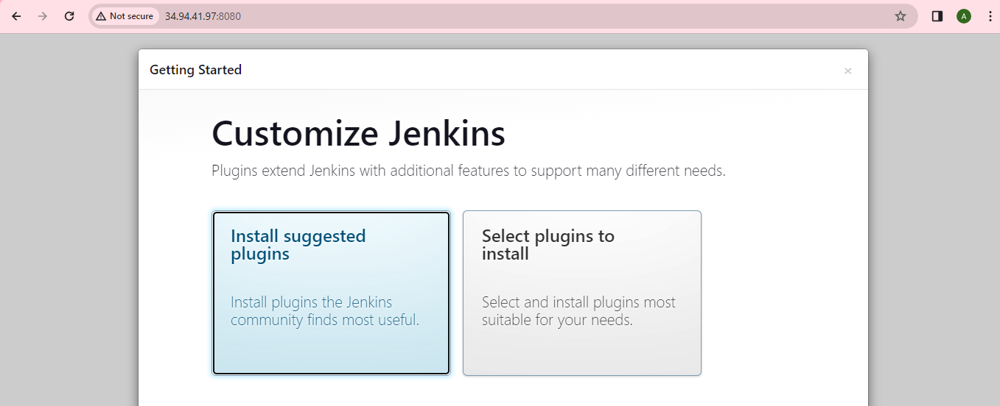 Not secure 34.94.41.97:8080
A
Getting Started
Customize Jenkins
Plugins extend Jenkins with additional features to support many different needs.
Install suggested
plugins
Install plugins the Jenkins
community finds most useful.
Select plugins to
install
Select and install plugins most
suitable for your needs.